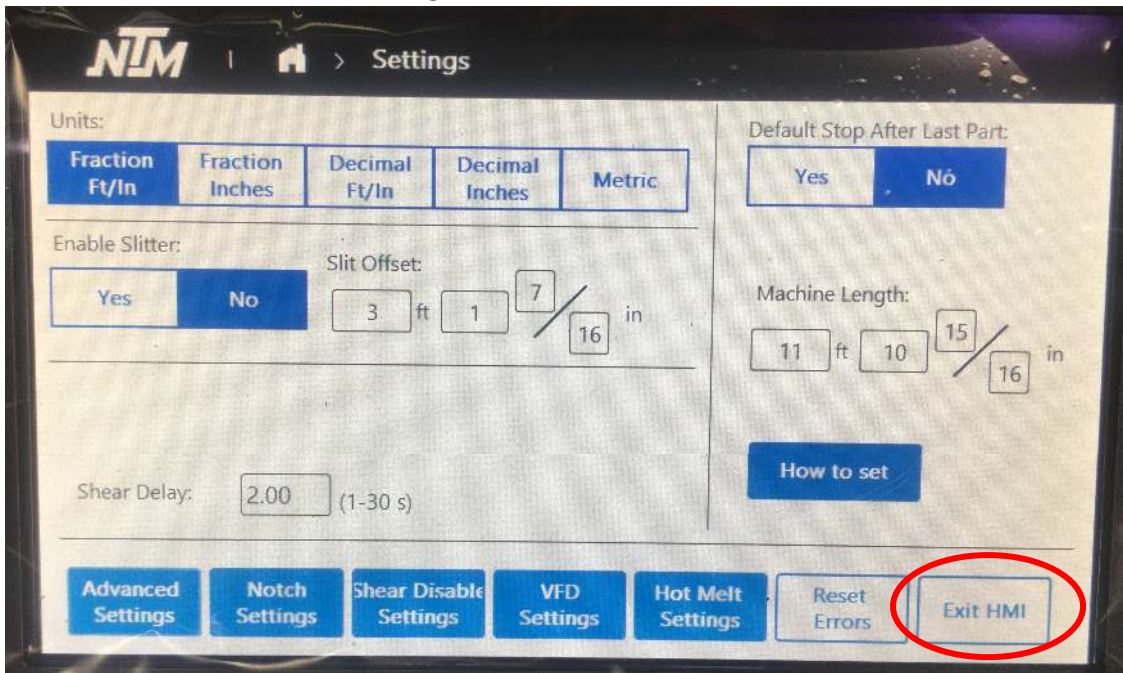 NTM | > Settings
Units:
Fraction Ft/In
Fraction Inches
Decimal Ft/In
Decimal Inches
Metric
Default Stop After Last Part:
Yes
No
Enable Slitter:
Yes
No
Slit Offset:
3 ft 1 7/16 in
Machine Length:
11 ft 10 15/16 in
How to set
Shear Delay: 2.00 (1-30 s)
Advanced Settings
Notch Settings
Shear Disable Settings
VFD Settings
Hot Melt Settings
Reset Errors
Exit HMI